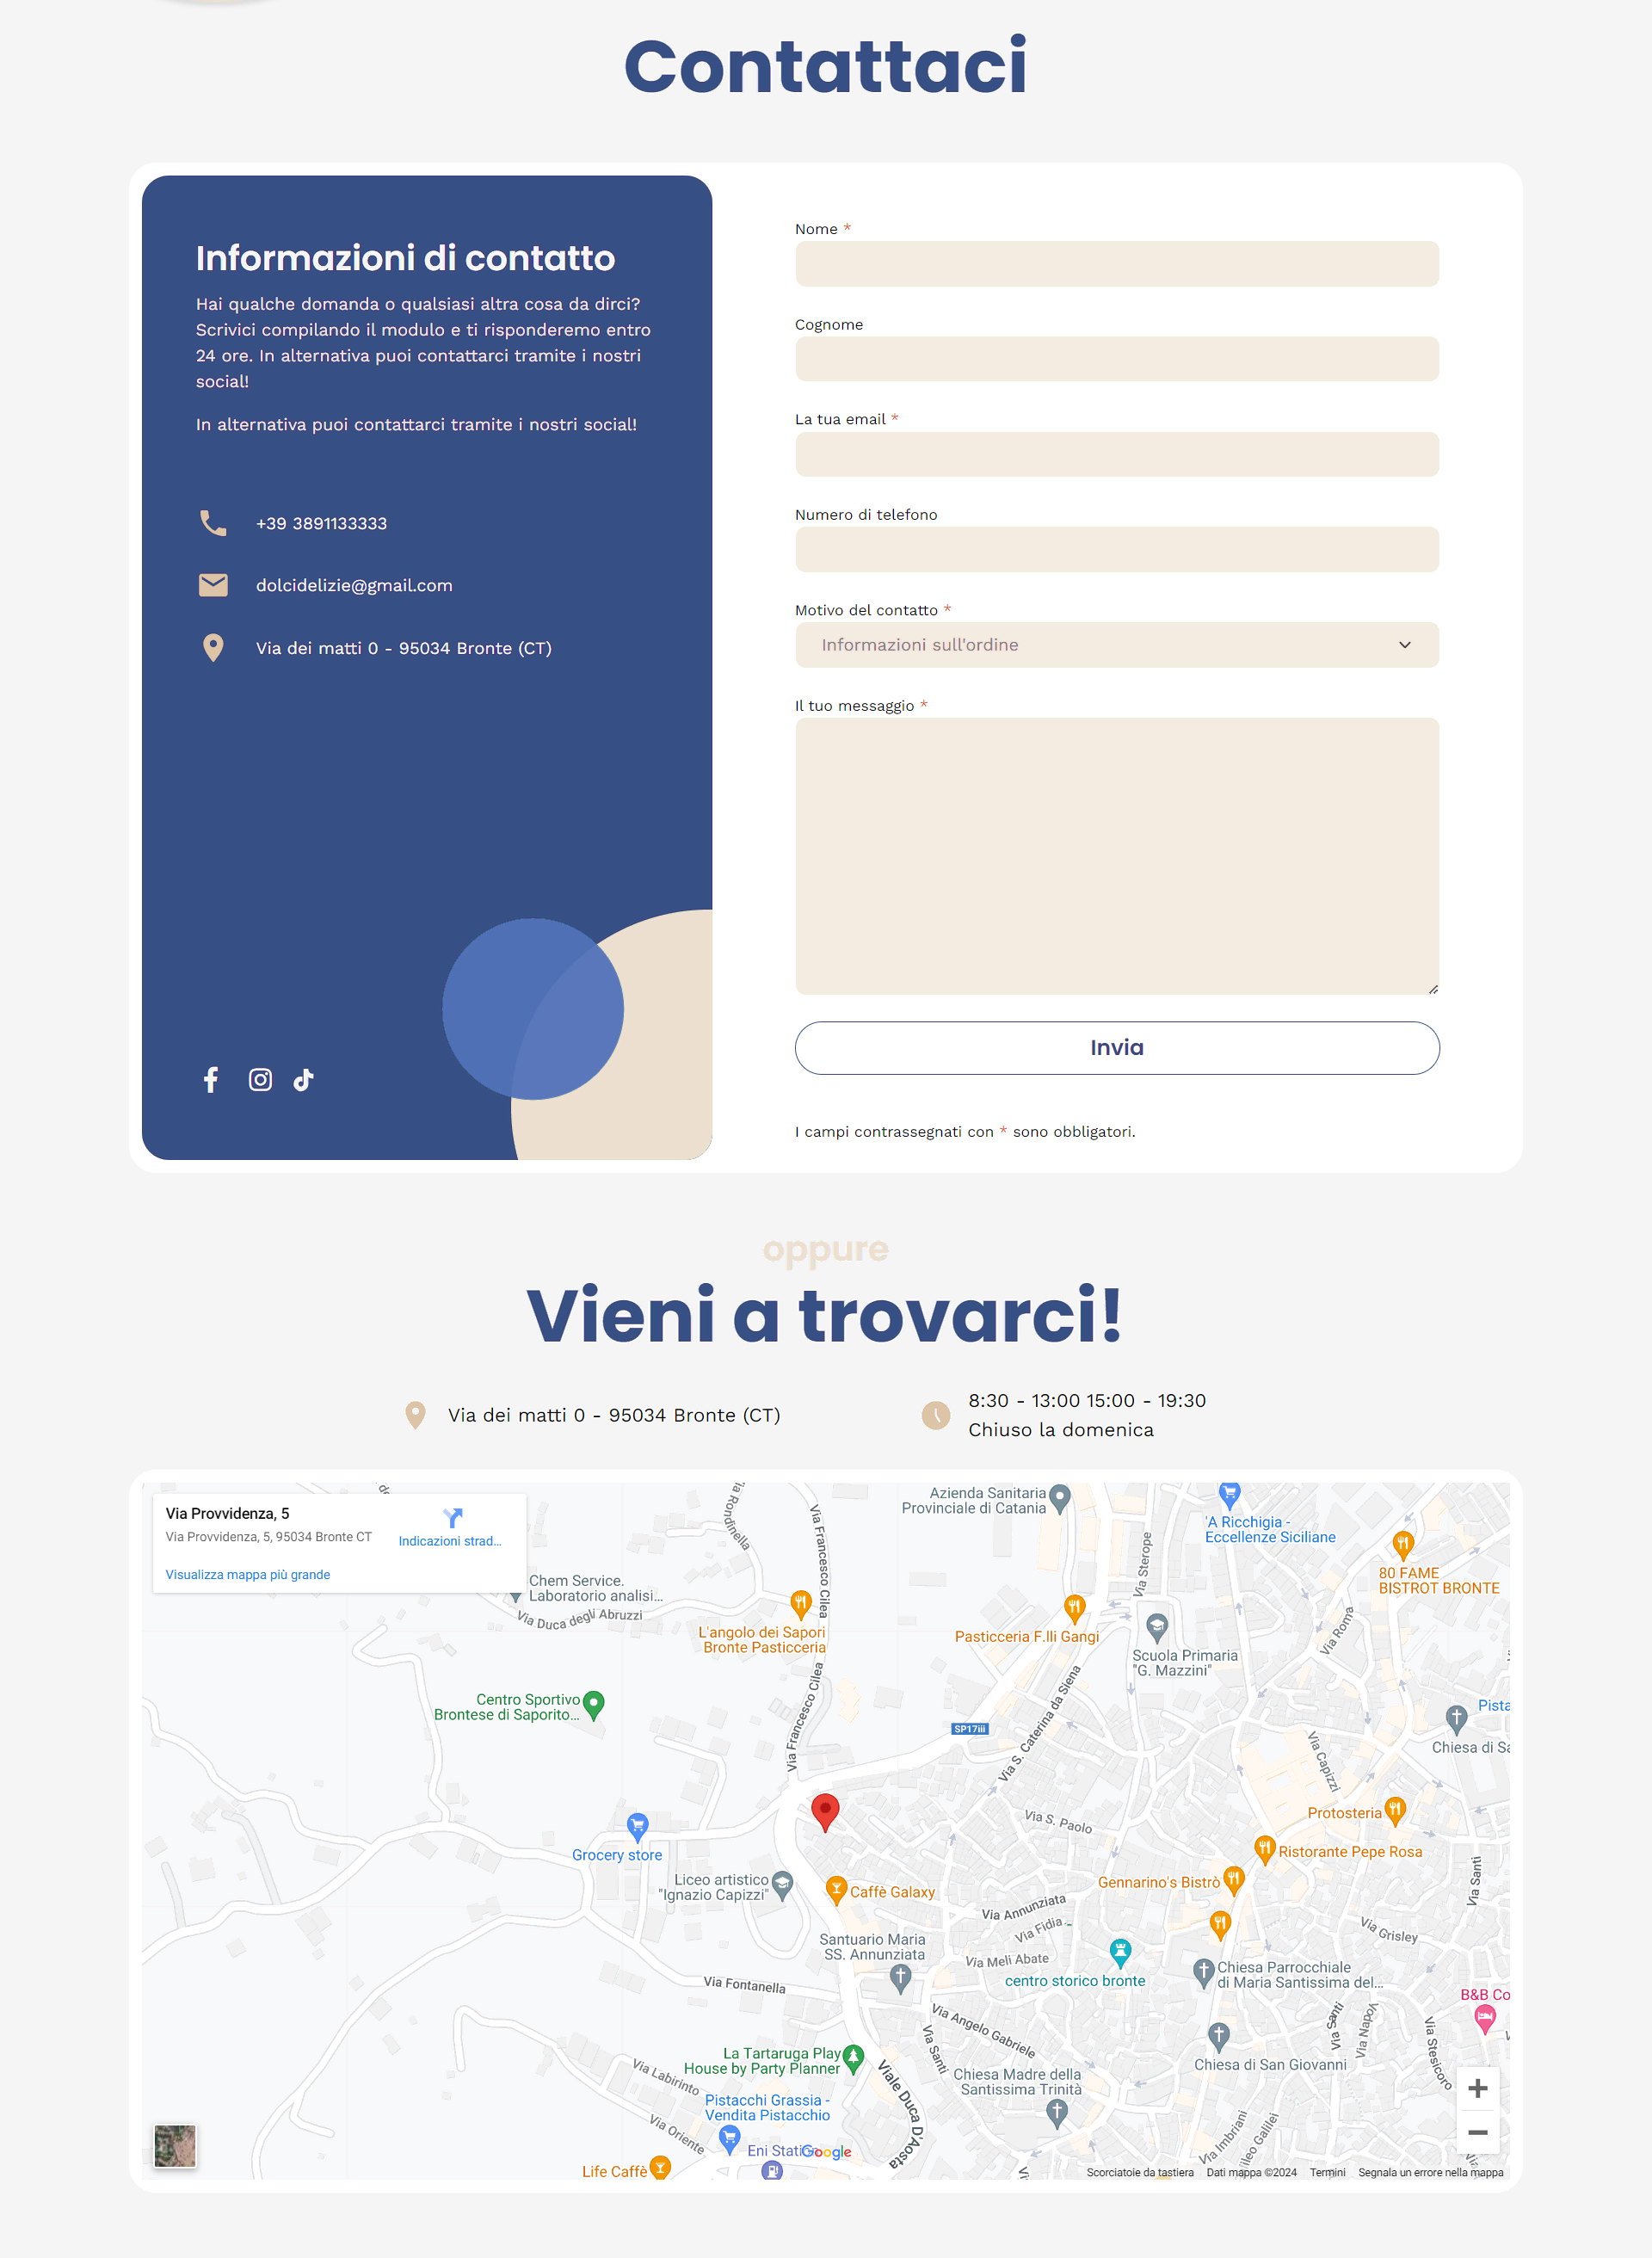 Contattaci
Informazioni di contatto
Hai qualche domanda o qualsiasi altra cosa da dirci?
Scrivici compilando il modulo e ti risponderemo entro
24 ore. In alternativa puoi contattarci tramite i nostri
social!
In alternativa puoi contattarci tramite i nostri social!
+39 3891133333
dolcidelizie@gmail.com
Via dei matti 0 - 95034 Bronte (CT)
Nome *
Cognome
La tua email *
Numero di telefono
Motivo del contatto *
Informazioni sull'ordine
Il tuo messaggio *
Invia
I campi contrassegnati con * sono obbligatori.
oppure
Vieni a trovarci!
Via dei matti 0 - 95034 Bronte (CT)
8:30 - 13:00 15:00 - 19:30
Chiuso la domenica
Via Provvidenza, 5
Via Provvidenza, 5, 95034 Bronte CT
Indicazioni strad...
Visualizza mappa più grande
Via Rondinella
Via Francesco Cilea
Azienda Sanitaria
Provinciale di Catania
'A Ricchigia -
Eccellenze Siciliane
Via Sterope
80 FAME
BISTROT BRONTE
Chem Service.
Laboratorio analisi...
Via Duca degli Abruzzi
L'angolo dei Sapori
Bronte Pasticceria
Pasticceria F.lli Gangi
Scuola Primaria
"G. Mazzini"
Via Roma
Centro Sportivo
Brontese di Saporito...
Via Francesco Cilea
SP17iii
Via S. Caterina da Siena
Pista
Chiesa di Sa
Via Capizzi
Via S. Paolo
Protosteria
Grocery store
Ristorante Pepe Rosa
Liceo artistico
"Ignazio Capizzi"
Caffè Galaxy
Gennarino's Bistrò
Via Santi
Via Annunziata
Via Fidia
Via Grisley
Santuario Maria
SS. Annunziata
Via Meli Abate
centro storico bronte
Chiesa Parrocchiale
di Maria Santissima del...
Via Fontanella
B&B Co
Via Angelo Gabriele
Via Santi
Via Santi
Via Napoli
Via Stesicoro
Chiesa di San Giovanni
La Tartaruga Play
House by Party Planner
Via Labirinto
Viale Duca D'Aosta
Chiesa Madre della
Santissima Trinità
Pistacchi Grassia -
Vendita Pistacchio
Via Oriente
Via Imbriani
Eni Station
Google
Life Caffè
Scorciatoie da tastiera
Dati mappa ©2024
Termini
Segnala un errore nella mappa